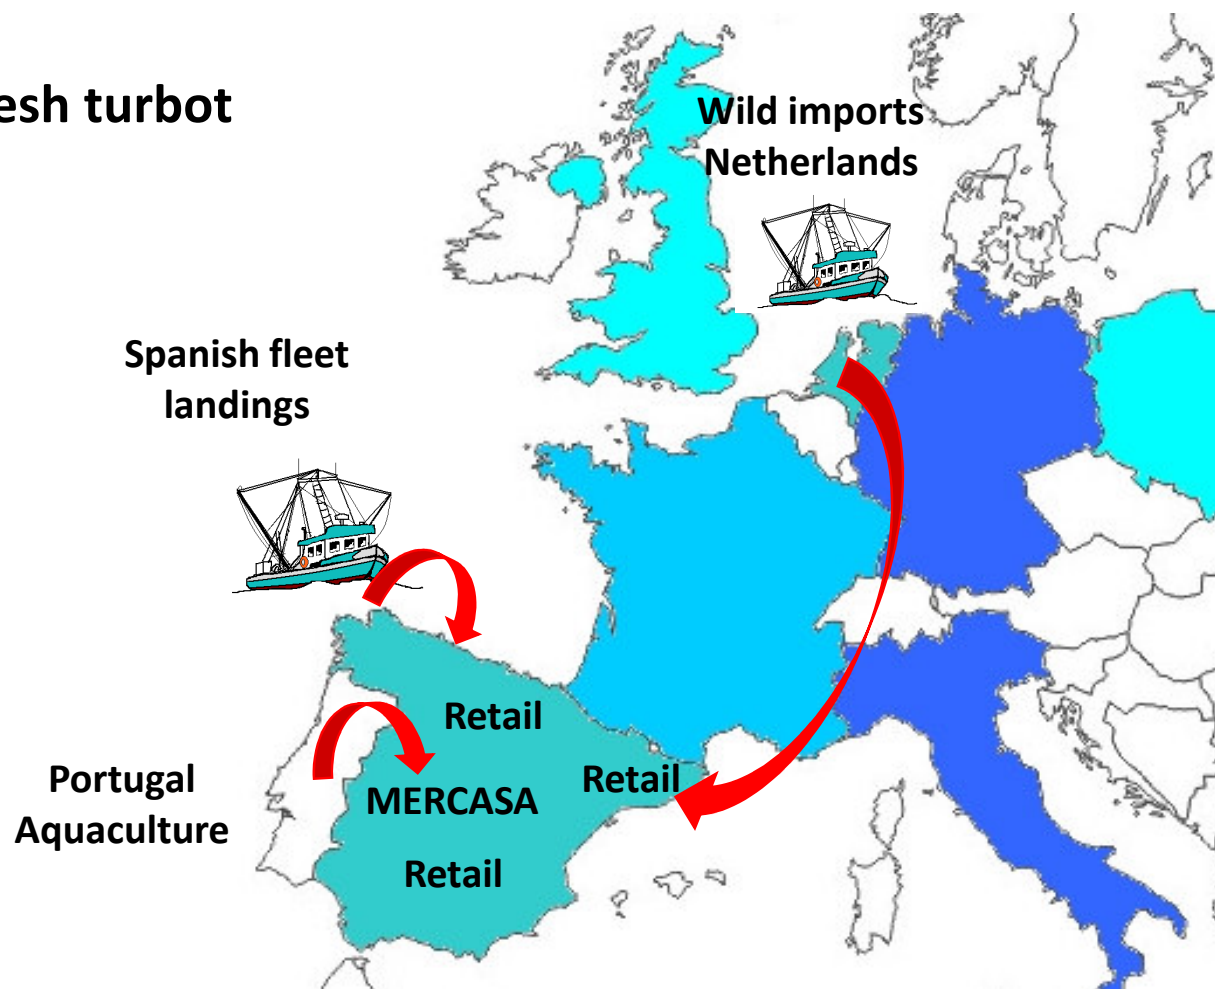 esh turbot
Wild imports
Netherlands
Spanish fleet
landings
Retail
Portugal
Aquaculture
Retail
MERCASA
Retail